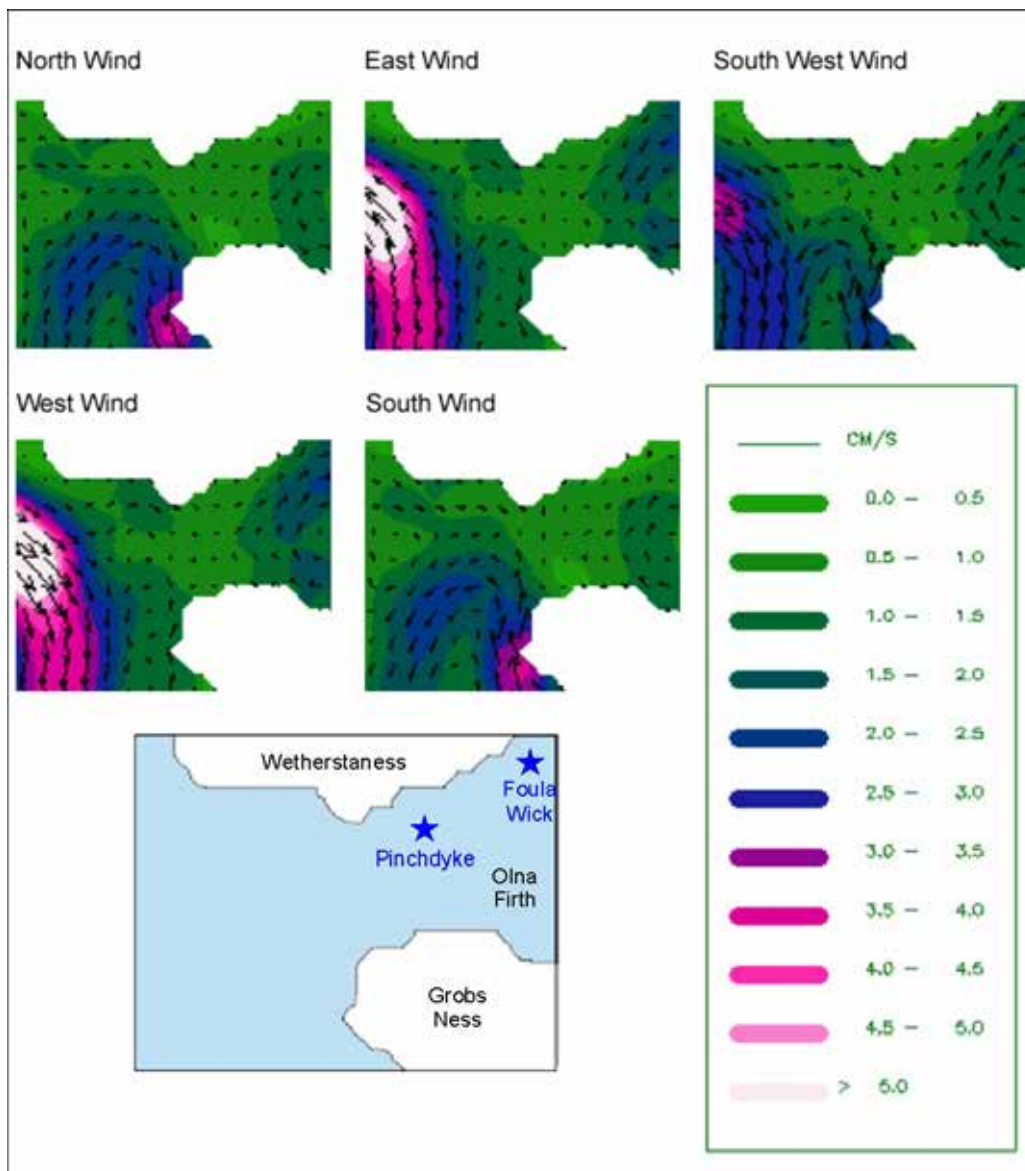 North Wind
East Wind
South West Wind
West Wind
South Wind
CM/S
0.0 - 0.5
0.5 - 1.0
1.0 - 1.5
1.5 - 2.0
2.0 - 2.5
2.5 - 3.0
3.0 - 3.5
3.5 - 4.0
4.0 - 4.5
4.5 - 5.0
> 5.0
Wetherstaness
Foula
Wick
Pinchdyke
Olna
Firth
Grobs
Ness